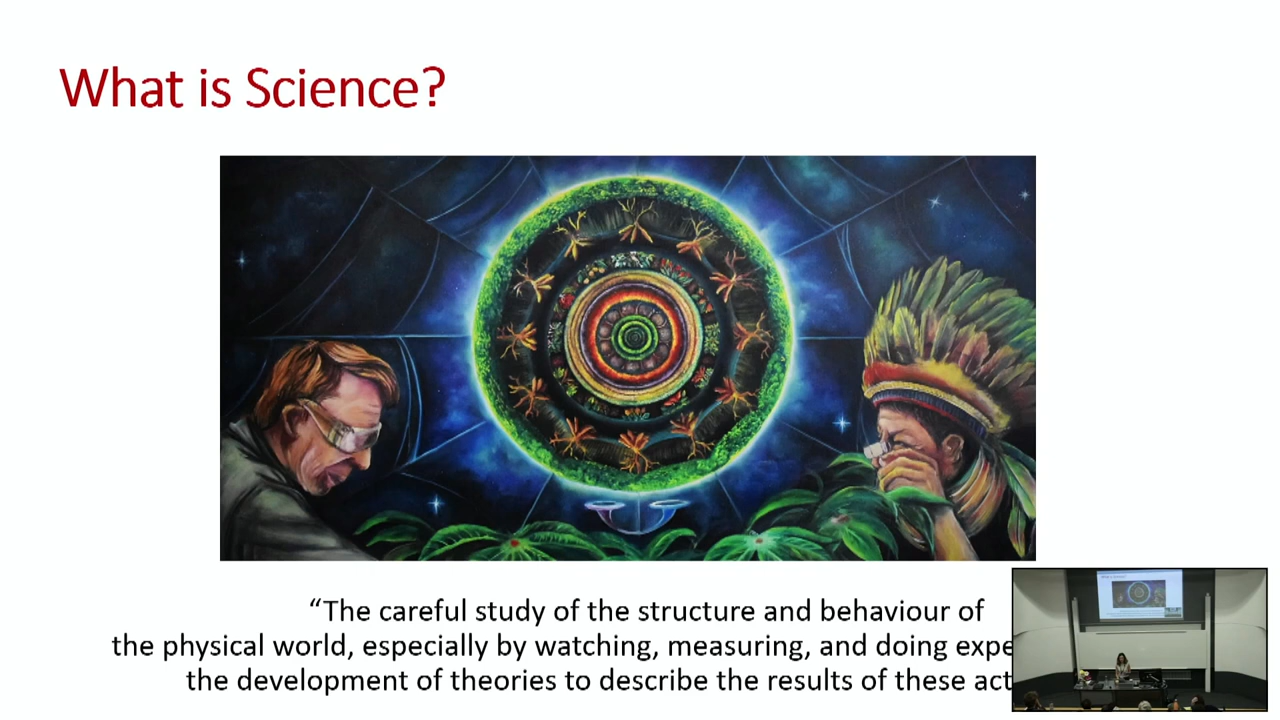 What is Science?
“The careful study of the structure and behaviour of
the physical world, especially by watching, measuring, and doing
the development of theories to describe the results of these